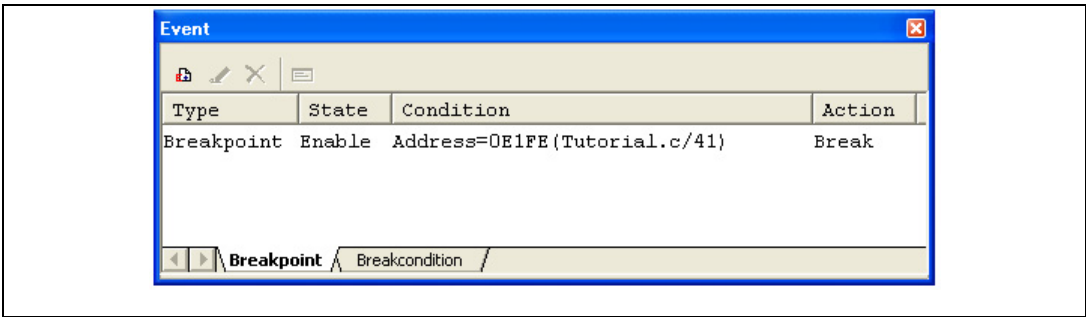 Event
Type State Condition Action
Breakpoint Enable Address=0E1FE(Tutorial.c/41) Break
Breakpoint Breakcondition